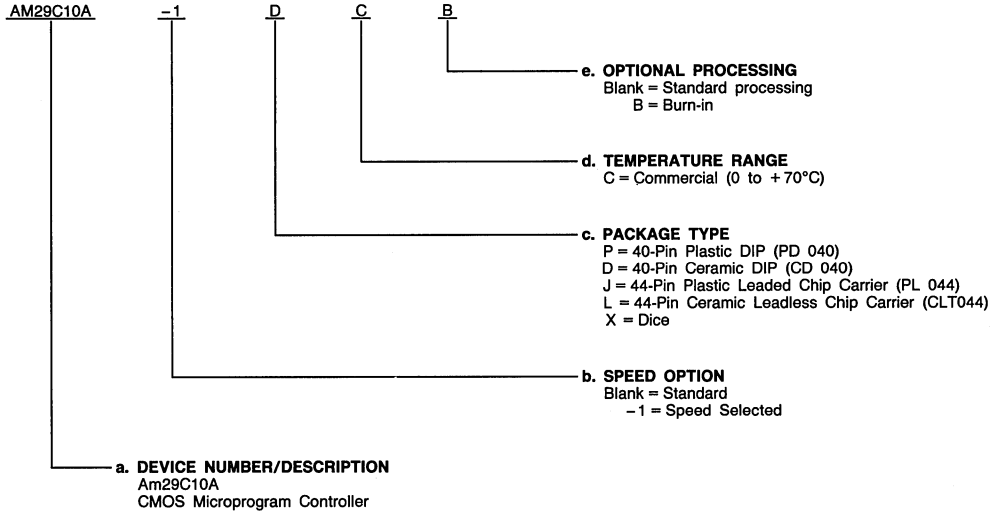 AM29C10A -1 D C B
e. OPTIONAL PROCESSING
Blank = Standard processing
B = Burn-in
d. TEMPERATURE RANGE
C = Commercial (0 to +70°C)
c. PACKAGE TYPE
P = 40-Pin Plastic DIP (PD 040)
D = 40-Pin Ceramic DIP (CD 040)
J = 44-Pin Plastic Leaded Chip Carrier (PL 044)
L = 44-Pin Ceramic Leadless Chip Carrier (CLT044)
X = Dice
b. SPEED OPTION
Blank = Standard
-1 = Speed Selected
a. DEVICE NUMBER/DESCRIPTION
Am29C10A
CMOS Microprogram Controller